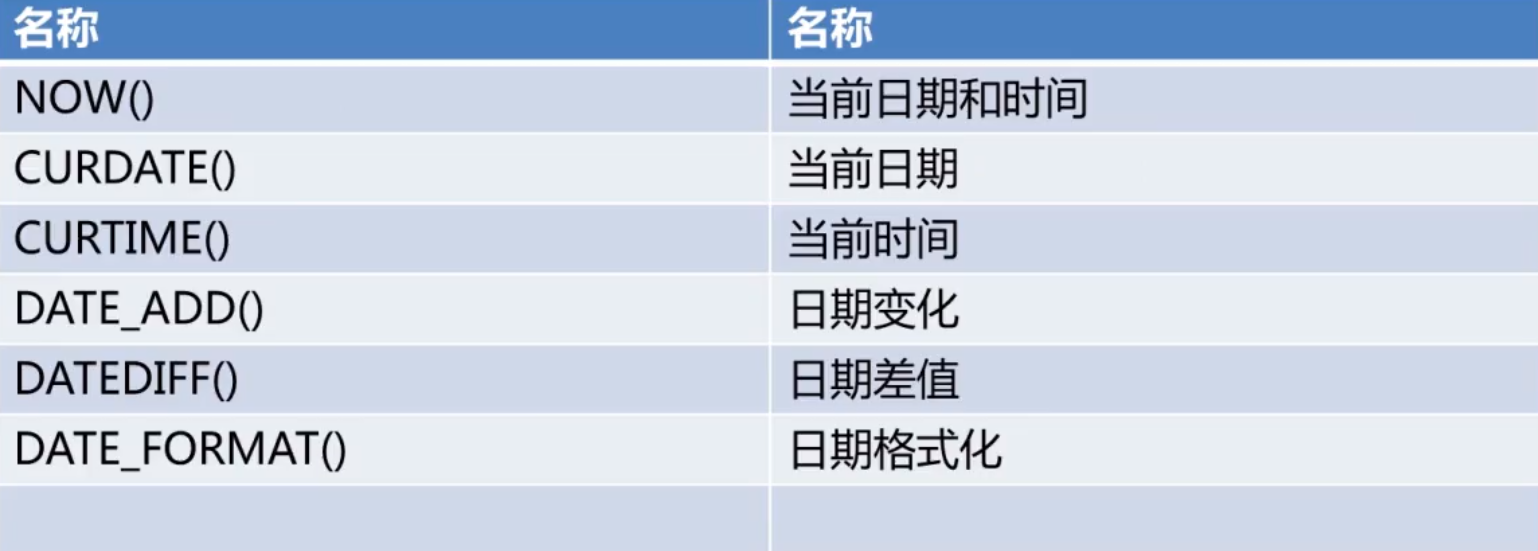 名称 名称
NOW() 当前日期和时间
CURDATE() 当前日期
CURTIME() 当前时间
DATE_ADD() 日期变化
DATEDIFF() 日期差值
DATE_FORMAT() 日期格式化